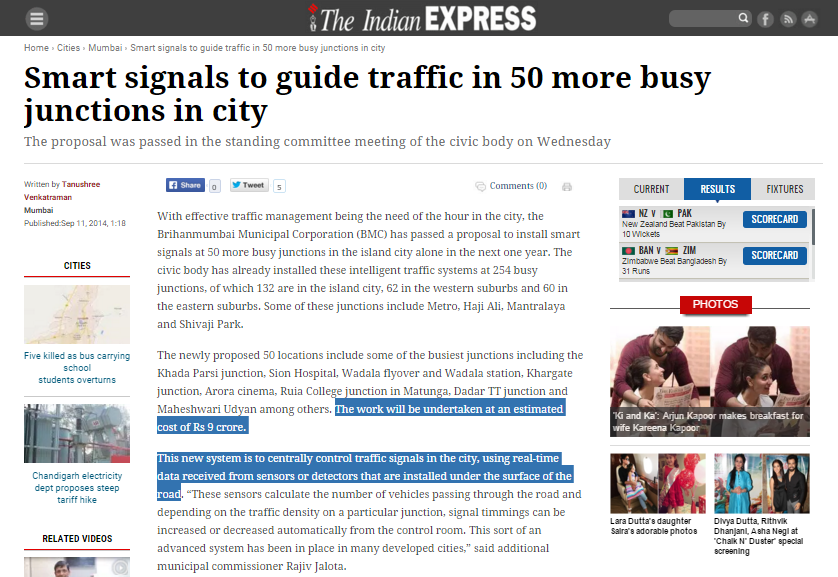 The Indian EXPRESS
Home › Cities › Mumbai › Smart signals to guide traffic in 50 more busy junctions in city
Smart signals to guide traffic in 50 more busy
junctions in city
The proposal was passed in the standing committee meeting of the civic body on Wednesday
Written by Tanushree
Venkatraman
Mumbai
Published:Sep 11, 2014, 1:18
CITIES
Five killed as bus carrying
school
students overturns
Chandigarh electricity
dept proposes steep
tariff hike
RELATED VIDEOS
Share 0 Tweet 5 Comments (0)
With effective traffic management being the need of the hour in the city, the
Brihanmumbai Municipal Corporation (BMC) has passed a proposal to install smart
signals at 50 more busy junctions in the island city alone in the next one year. The
civic body has already installed these intelligent traffic systems at 254 busy
junctions, of which 132 are in the island city, 62 in the western suburbs and 60 in
the eastern suburbs. Some of these junctions include Metro, Haji Ali, Mantralaya
and Shivaji Park.
The newly proposed 50 locations include some of the busiest junctions including the
Khada Parsi junction, Sion Hospital, Wadala flyover and Wadala station, Khargate
junction, Arora cinema, Ruia College junction in Matunga, Dadar TT junction and
Maheshwari Udyan among others. The work will be undertaken at an estimated
cost of Rs 9 crore.
This new system is to centrally control traffic signals in the city, using real-time
data received from sensors or detectors that are installed under the surface of the
road. “These sensors calculate the number of vehicles passing through the road and
depending on the traffic density on a particular junction, signal timmings can be
increased or decreased automatically from the control room. This sort of an
advanced system has been in place in many developed cities,” said additional
municipal commissioner Rajiv Jalota.
CURRENT RESULTS FIXTURES
NZ V PAK
New Zealand Beat Pakistan By
10 Wickets
SCORECARD
BAN V ZIM
Zimbabwe Beat Bangladesh By
31 Runs
SCORECARD
PHOTOS
'Ki and Ka': Arjun Kapoor makes breakfast for
wife Kareena Kapoor
Lara Dutta's daughter
Saira's adorable photos
Divya Dutta, Rithvik
Dhanjani, Asha Negi at
'Chalk N' Duster' special
screening